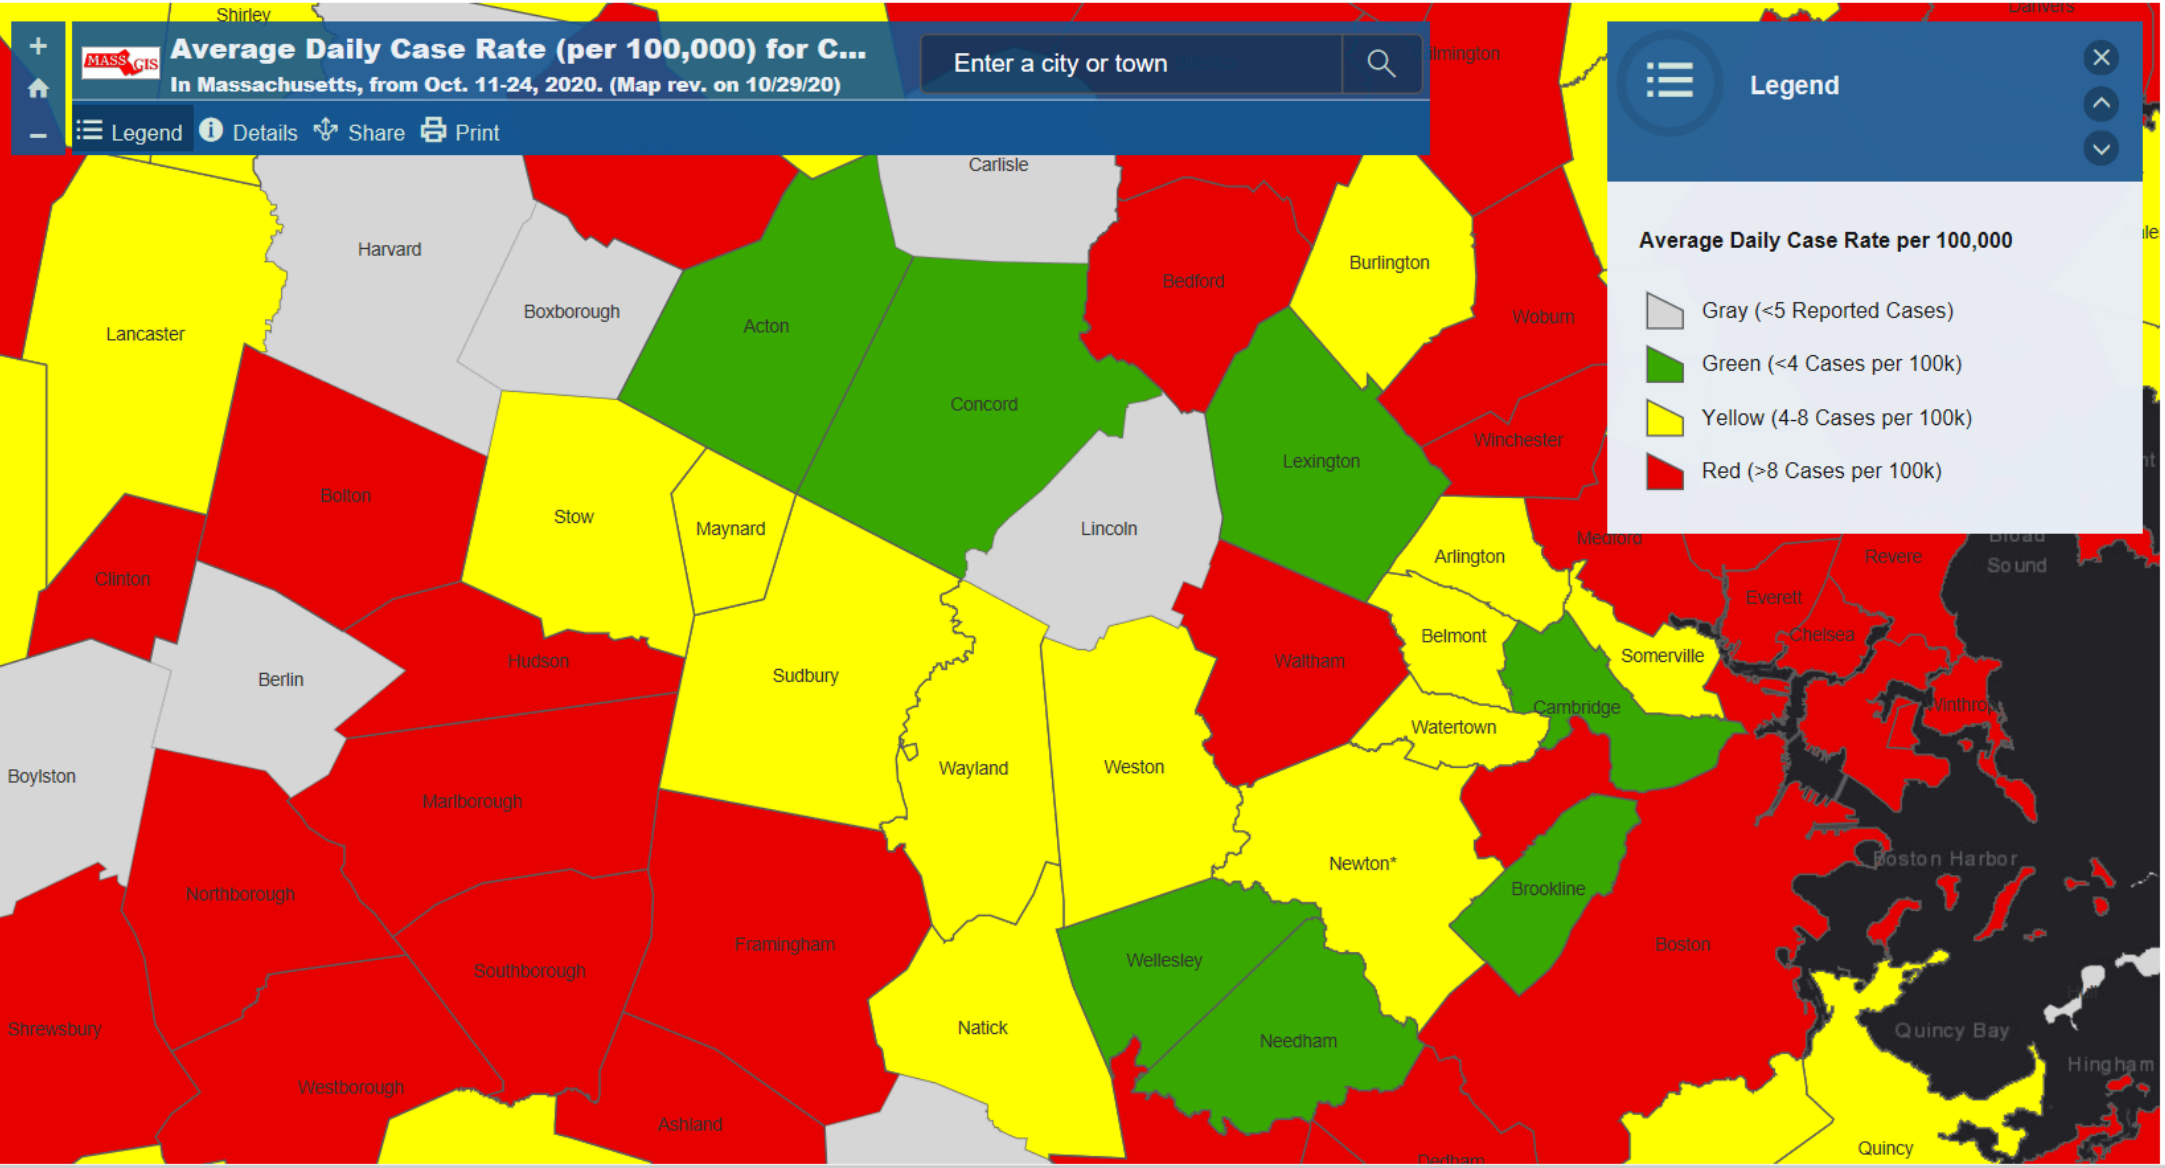 Shirley
Danvers
ilmington
+
MASS GIS
Average Daily Case Rate (per 100,000) for C...
In Massachusetts, from Oct. 11-24, 2020. (Map rev. on 10/29/20)
Enter a city or town
Legend
Details
Share
Print
−
Legend
Average Daily Case Rate per 100,000
Gray (<5 Reported Cases)
Green (<4 Cases per 100k)
Yellow (4-8 Cases per 100k)
Red (>8 Cases per 100k)
Carlisle
Harvard
Burlington
Bedford
Boxborough
Woburn
Acton
Lancaster
Concord
Winchester
Lexington
Bolton
Stow
Maynard
Lincoln
Medford
Broad
Sound
Arlington
Revere
Clinton
Everett
Chelsea
Belmont
Somerville
Hudson
Waltham
Berlin
Sudbury
Cambridge
Winthrop
Watertown
Wayland
Weston
Boylston
Marlborough
Boston Harbor
Newton*
Brookline
Northborough
Framingham
Boston
Wellesley
Southborough
Hull
Natick
Shrewsbury
Quincy Bay
Needham
Hingham
Westborough
Ashland
Quincy
Dedham